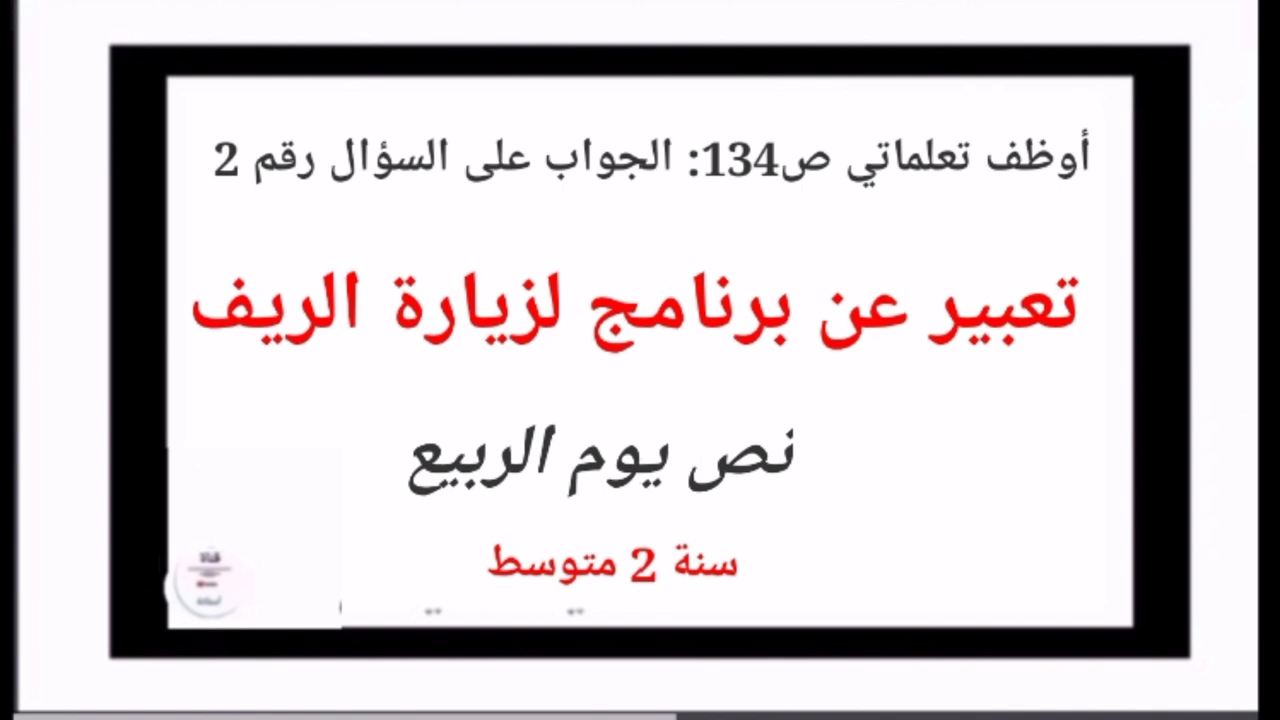 أوظف تعلماتي ص134: الجواب على السؤال رقم 2
تعبير عن برنامج لزيارة الريف
نص يوم الربيع
سنة 2 متوسط